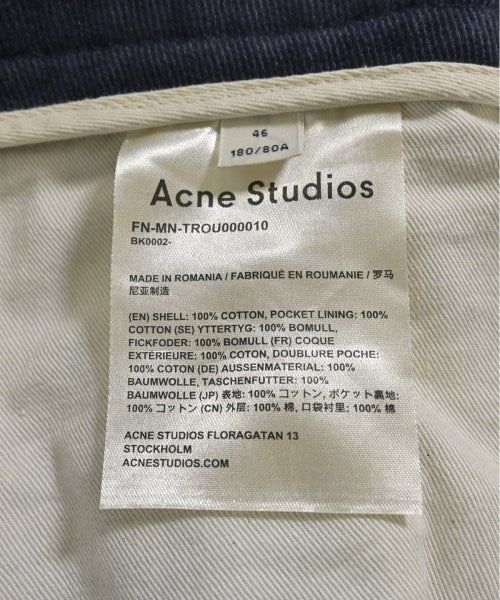 46
180/80A
Acne Studios
FN-MN-TROU000010
BK0002-
MADE IN ROMANIA / FABRIQUÉ EN ROUMANIE / 罗马
尼亚制造
(EN) SHELL: 100% COTTON, POCKET LINING: 100%
COTTON (SE) YTTERTYG: 100% BOMULL,
FICKFODER: 100% BOMULL (FR) COQUE
EXTÉRIEURE: 100% COTON, DOUBLURE POCHE:
100% COTON (DE) AUSSENMATERIAL: 100%
BAUMWOLLE, TASCHENFUTTER: 100%
BAUMWOLLE (JP) 表地: 100% コットン, ポケット裏地:
100% コットン (CN) 外层: 100% 棉, 口袋衬里: 100% 棉
ACNE STUDIOS FLORAGATAN 13
STOCKHOLM
ACNESTUDIOS.COM